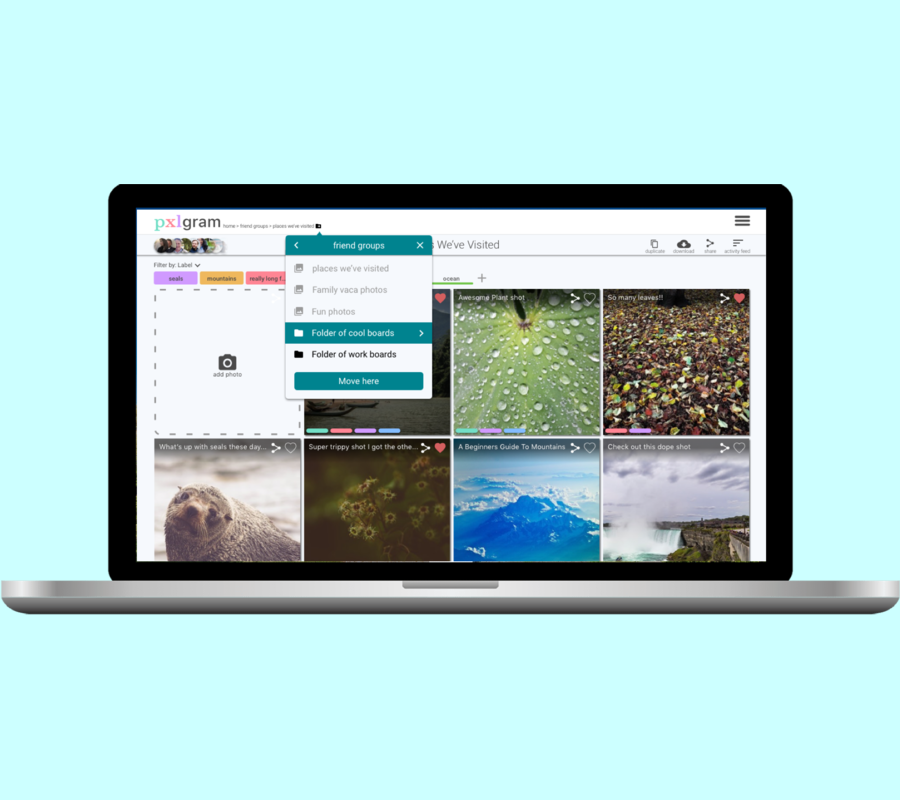 pxlgram home > friend groups > places we've visited
s We've Visited
duplicate download share activity feed
Filter by: Label
seals mountains really long f... ocean
friend groups
places we've visited
Family vaca photos
Fun photos
Folder of cool boards
Folder of work boards
Move here
add photo
Awesome Plant shot
So many leaves!!
What's up with seals these day...
Super trippy shot I got the othe...
A Beginners Guide To Mountains
Check out this dope shot